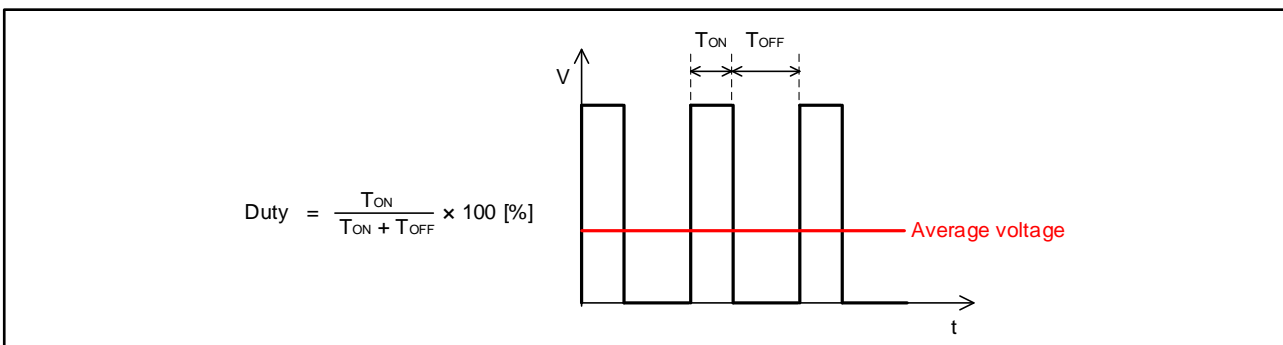 TON TOFF
V
Duty = TON / TON + TOFF × 100 [%]
Average voltage
t